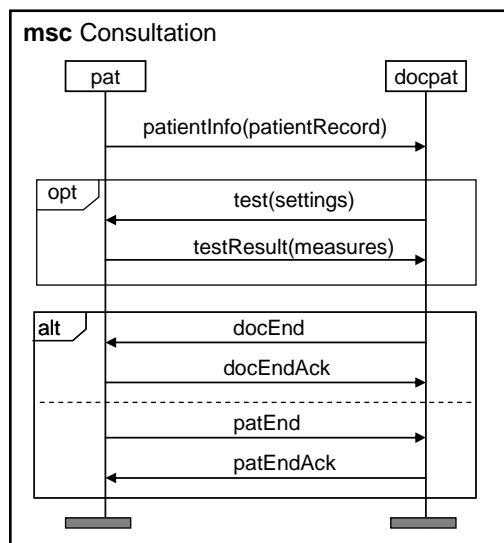 msc Consultation
pat docpat
patientInfo(patientRecord)
opt
test(settings)
testResult(measures)
alt
docEnd
docEndAck
patEnd
patEndAck